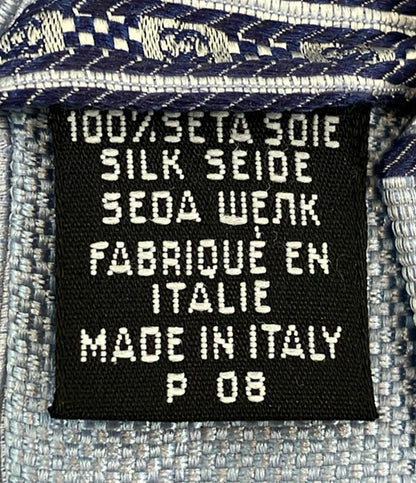 100% SETA SOIE
SILK SEIDE
SEDA ШЕЛК
FABRIQUÉ EN
ITALIE
MADE IN ITALY
P 08